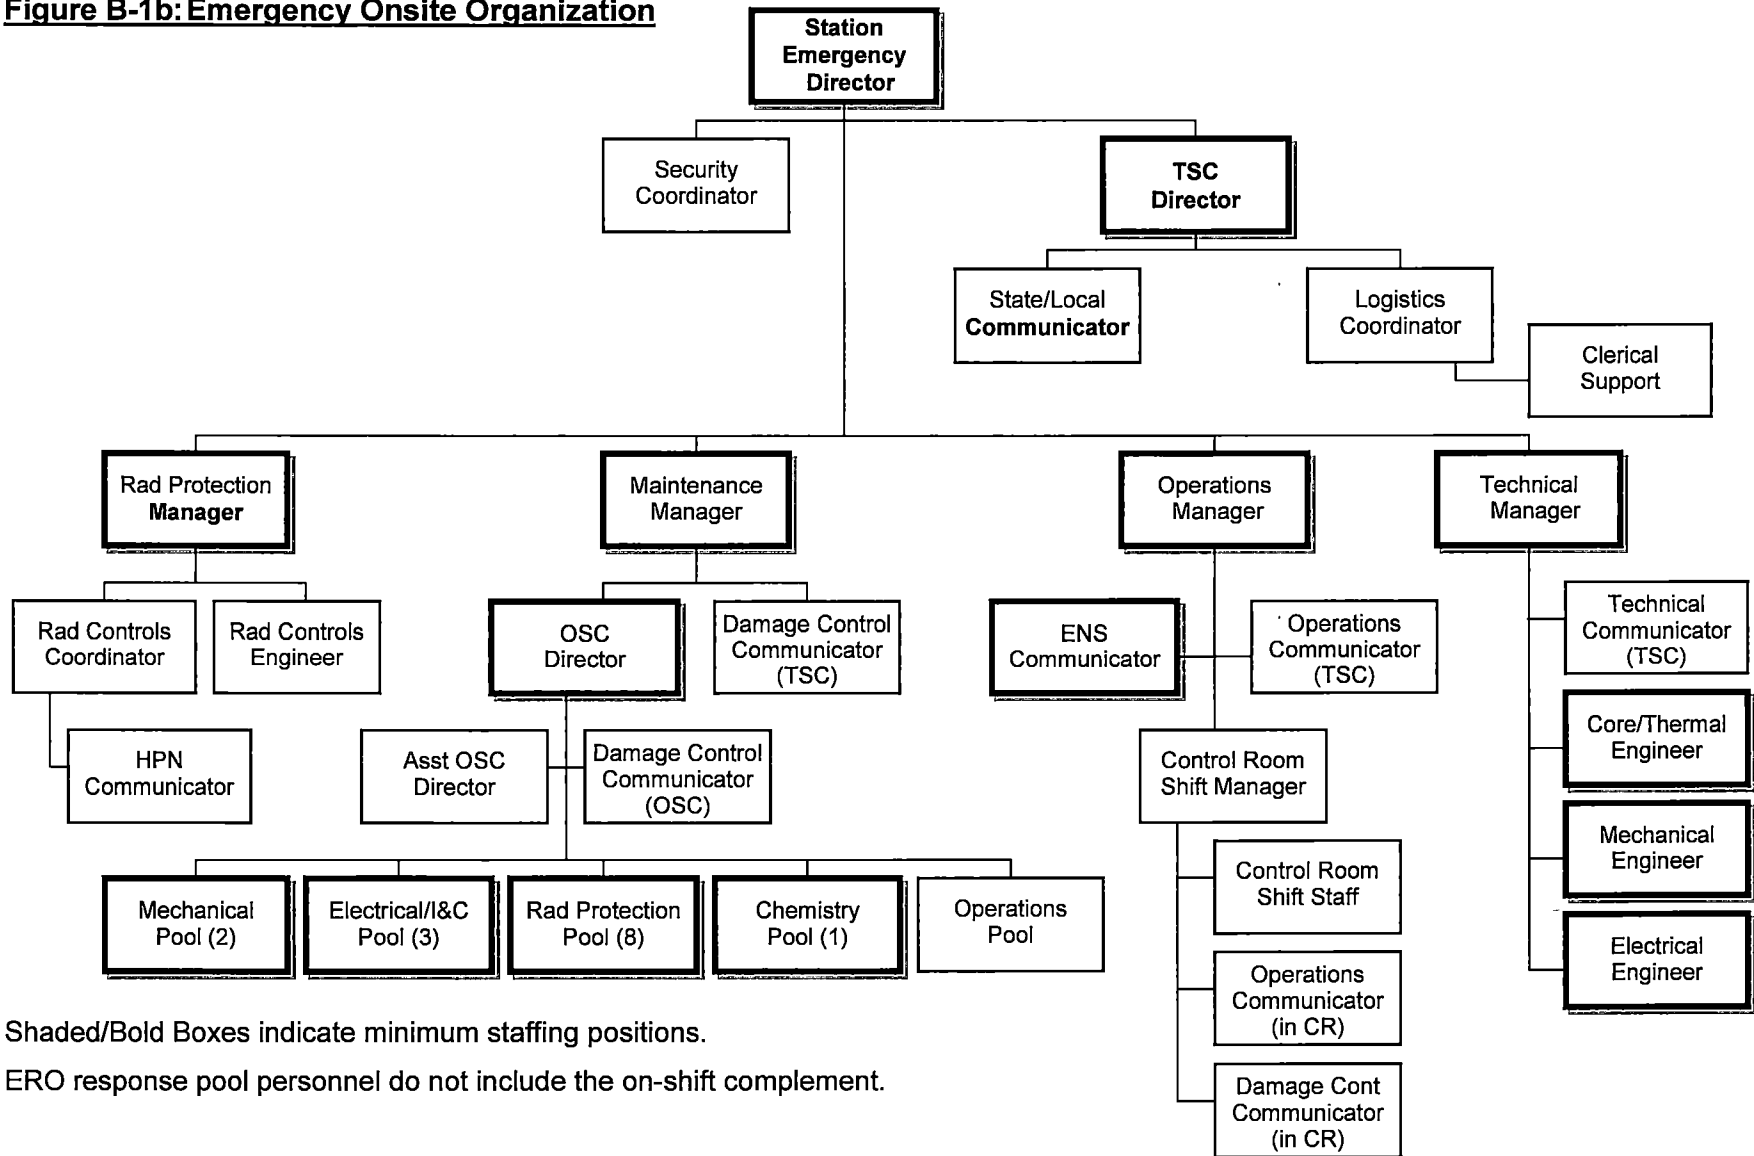 Figure B-1b: Emergency Onsite Organization
Station
Emergency
Director
Security
Coordinator
TSC
Director
State/Local
Communicator
Logistics
Coordinator
Clerical
Support
Rad Protection
Manager
Maintenance
Manager
Operations
Manager
Technical
Manager
Rad Controls
Coordinator
Rad Controls
Engineer
OSC
Director
Damage Control
Communicator
(TSC)
ENS
Communicator
Operations
Communicator
(TSC)
Technical
Communicator
(TSC)
HPN
Communicator
Asst OSC
Director
Damage Control
Communicator
(OSC)
Control Room
Shift Manager
Core/Thermal
Engineer
Mechanical
Engineer
Electrical
Engineer
Control Room
Shift Staff
Operations
Communicator
(in CR)
Damage Cont
Communicator
(in CR)
Mechanical
Pool (2)
Electrical/I&C
Pool (3)
Rad Protection
Pool (8)
Chemistry
Pool (1)
Operations
Pool
Shaded/Bold Boxes indicate minimum staffing positions.
ERO response pool personnel do not include the on-shift complement.